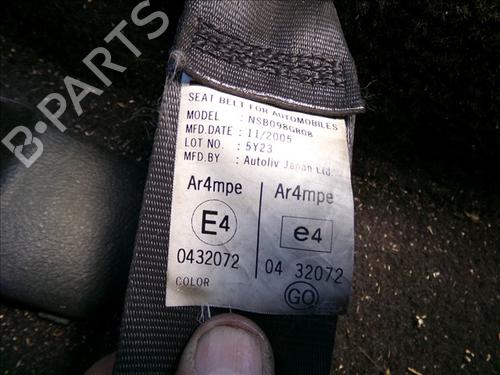 B-PARTS
SEAT BELT FOR AUTOMOBILES
MODEL : NSB098GR08
MFD.DATE : 11/2005
LOT NO. : 5Y23
MFD.BY : Autoliv Japan Ltd.
Ar4mpe
E4
0432072
COLOR
Ar4mpe
e4
04 32072
GO